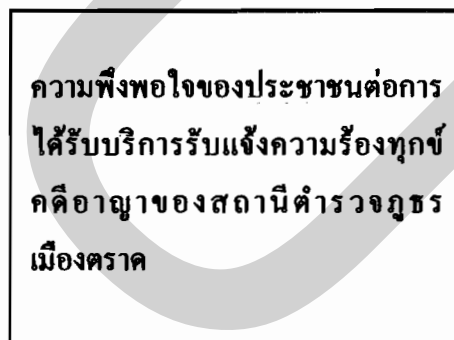 ความพึงพอใจของประชาชนต่อการ
ได้รับบริการรับแจ้งความร้องทุกข์
คดีอาญาของสถานีตำรวจภูธร
เมืองตราด